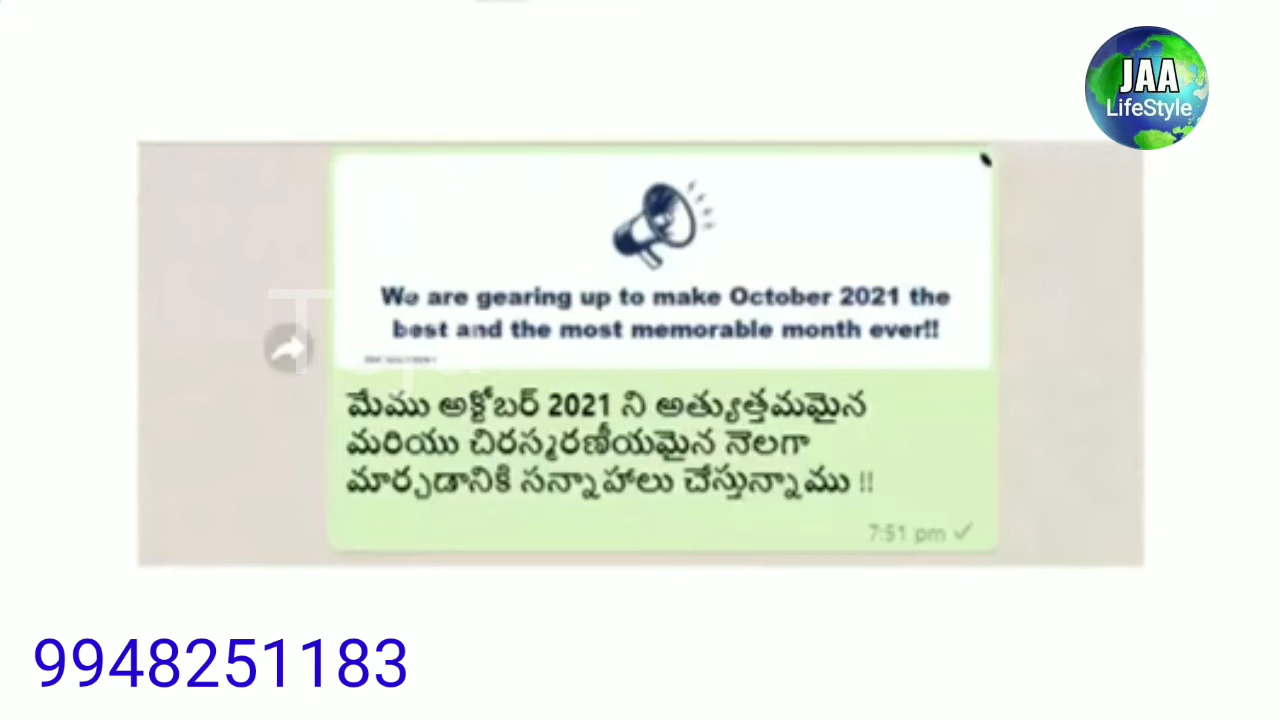 JAA
LifeStyle
We are gearing up to make October 2021 the
best and the most memorable month ever!!
మేము అక్టోబర్ 2021 ని అత్యుత్తమమైన
మరియు చిరస్మరణీయమైన నెలగా
మార్చడానికి సన్నాహాలు చేస్తున్నాము !!
7:51 pm
9948251183